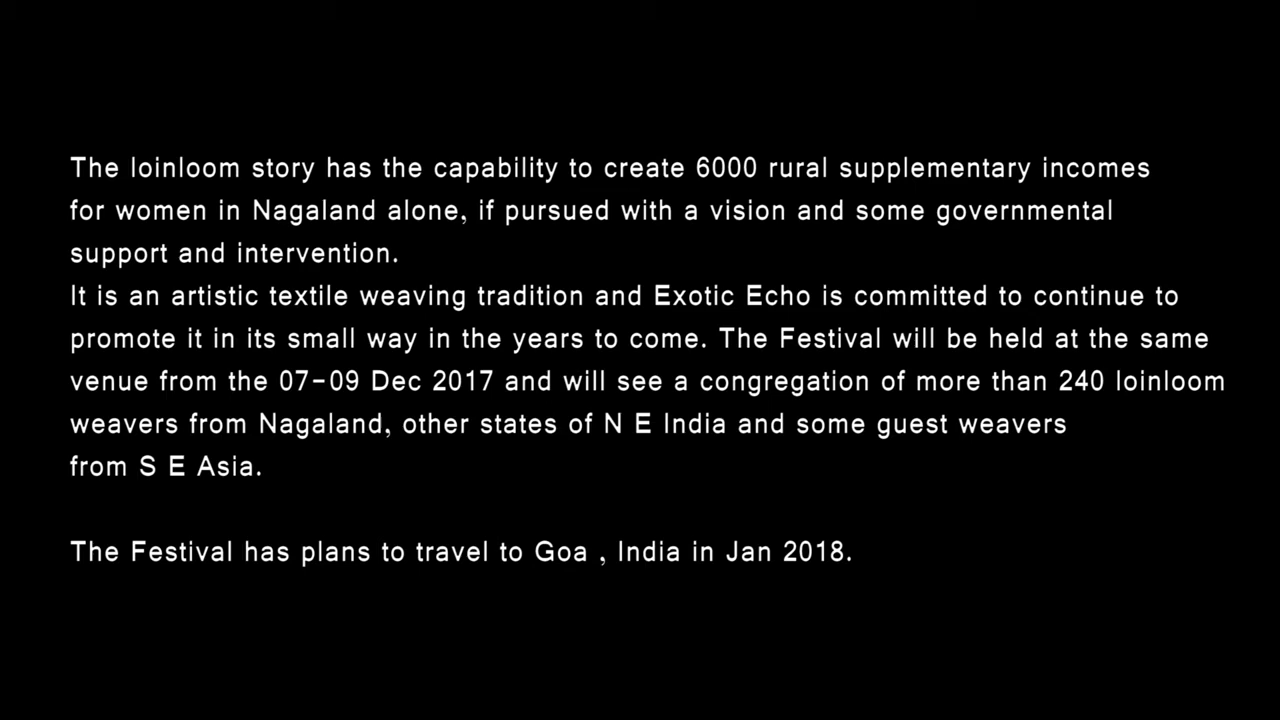 The loinloom story has the capability to create 6000 rural supplementary incomes
for women in Nagaland alone, if pursued with a vision and some governmental
support and intervention.
It is an artistic textile weaving tradition and Exotic Echo is committed to continue to
promote it in its small way in the years to come. The Festival will be held at the same
venue from the 07-09 Dec 2017 and will see a congregation of more than 240 loinloom
weavers from Nagaland, other states of N E India and some guest weavers
from S E Asia.
The Festival has plans to travel to Goa , India in Jan 2018.